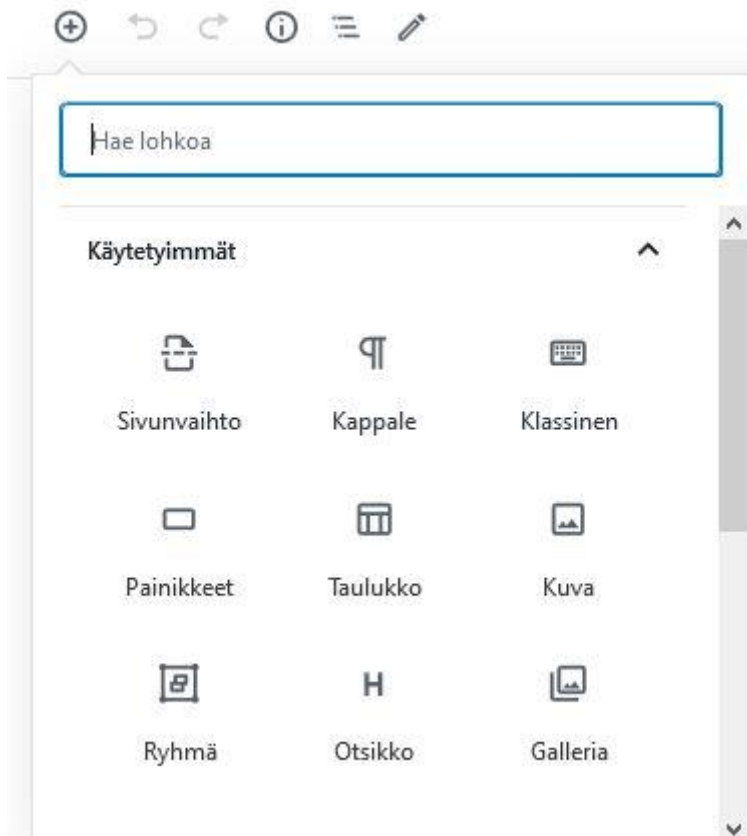 Hae lohkoa
Käytetyimmät
Sivunvaihto Kappale Klassinen
Painikkeet Taulukko Kuva
Ryhmä Otsikko Galleria